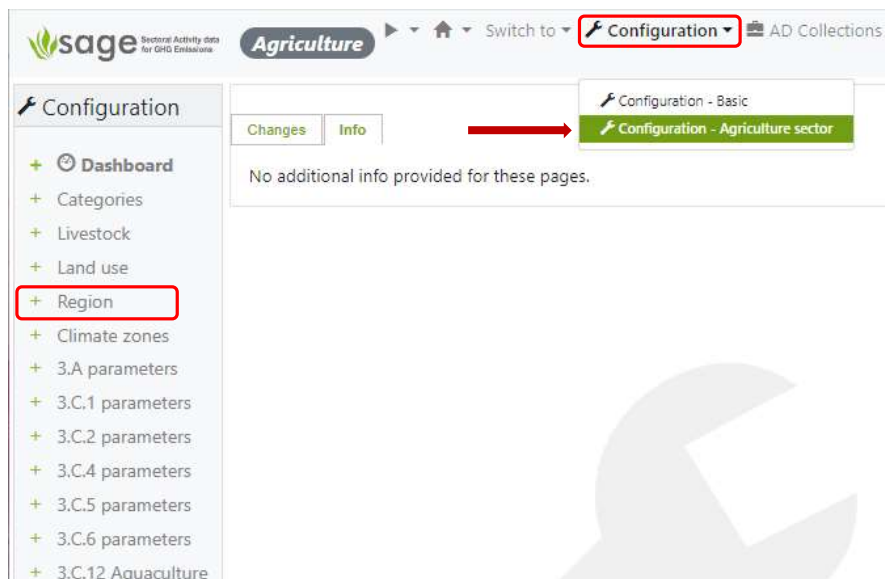 sage Sectoral Activity data
for GHG Emissions
Agriculture
Switch to
Configuration
AD Collections
Configuration - Basic
Configuration - Agriculture sector
Configuration
Changes
Info
No additional info provided for these pages.
+ Dashboard
+ Categories
+ Livestock
+ Land use
+ Region
+ Climate zones
+ 3.A parameters
+ 3.C.1 parameters
+ 3.C.2 parameters
+ 3.C.4 parameters
+ 3.C.5 parameters
+ 3.C.6 parameters
+ 3.C.12 Aquaculture